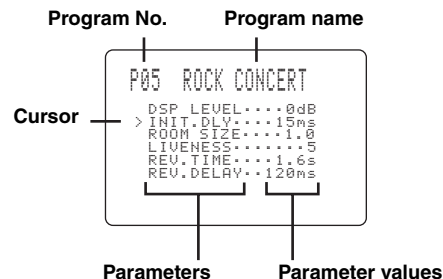 Program No. Program name
P05 ROCK CONCERT
DSP LEVEL····0dB
Cursor
>INIT.DLY····15ms
ROOM SIZE····1.0
LIVENESS·······5
REV.TIME····1.6s
REV.DELAY··120ms
Parameters Parameter values